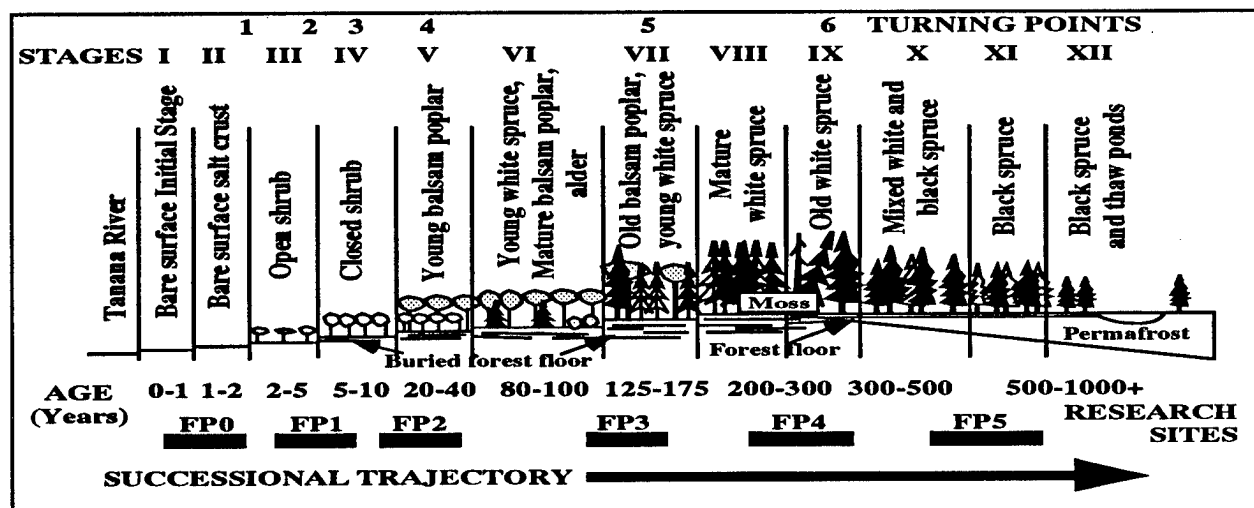 1 2 3 4 5 6 TURNING POINTS
STAGES I II III IV V VI VII VIII IX X XI XII
Tanana River
Bare surface Initial Stage
Bare surface salt crust
Open shrub
Closed shrub
Young balsam poplar
Young white spruce,
Mature balsam poplar,
alder
Old balsam poplar,
young white spruce
Mature
white spruce
Old white spruce
Mixed white and
black spruce
Black spruce
Black spruce
and thaw ponds
Moss
Buried forest floor
Forest floor
Permafrost
AGE 0-1 1-2 2-5 5-10 20-40 80-100 125-175 200-300 300-500 500-1000+
(Years)
FP0 FP1 FP2 FP3 FP4 FP5 RESEARCH
SITES
SUCCESSIONAL TRAJECTORY